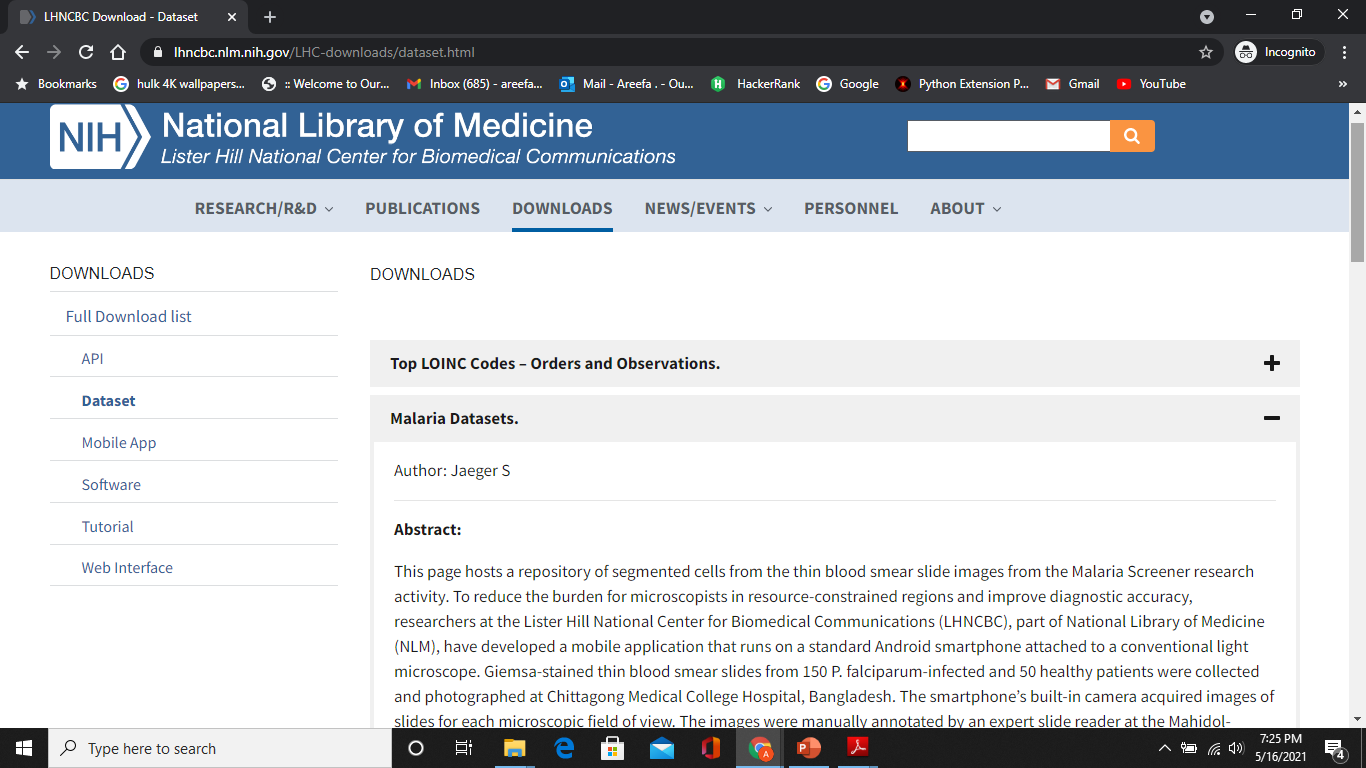 LHNCBC Download - Dataset
lhncbc.nlm.nih.gov/LHC-downloads/dataset.html
Incognito
Bookmarks
hulk 4K wallpapers...
:: Welcome to Our...
Inbox (685) - areefa...
Mail - Areefa . - Ou...
HackerRank
Google
Python Extension P...
Gmail
YouTube
»
NIH
National Library of Medicine
Lister Hill National Center for Biomedical Communications
RESEARCH/R&D
PUBLICATIONS
DOWNLOADS
NEWS/EVENTS
PERSONNEL
ABOUT
DOWNLOADS
Full Download list
API
Dataset
Mobile App
Software
Tutorial
Web Interface
DOWNLOADS
Top LOINC Codes – Orders and Observations.
Malaria Datasets.
Author: Jaeger S
Abstract:
This page hosts a repository of segmented cells from the thin blood smear slide images from the Malaria Screener research
activity. To reduce the burden for microscopists in resource-constrained regions and improve diagnostic accuracy,
researchers at the Lister Hill National Center for Biomedical Communications (LHNCBC), part of National Library of Medicine
(NLM), have developed a mobile application that runs on a standard Android smartphone attached to a conventional light
microscope. Giemsa-stained thin blood smear slides from 150 P. falciparum-infected and 50 healthy patients were collected
and photographed at Chittagong Medical College Hospital, Bangladesh. The smartphone's built-in camera acquired images of
slides for each microscopic field of view. The images were manually annotated by an expert slide reader at the Mahidol-
Type here to search
7:25 PM
5/16/2021
4